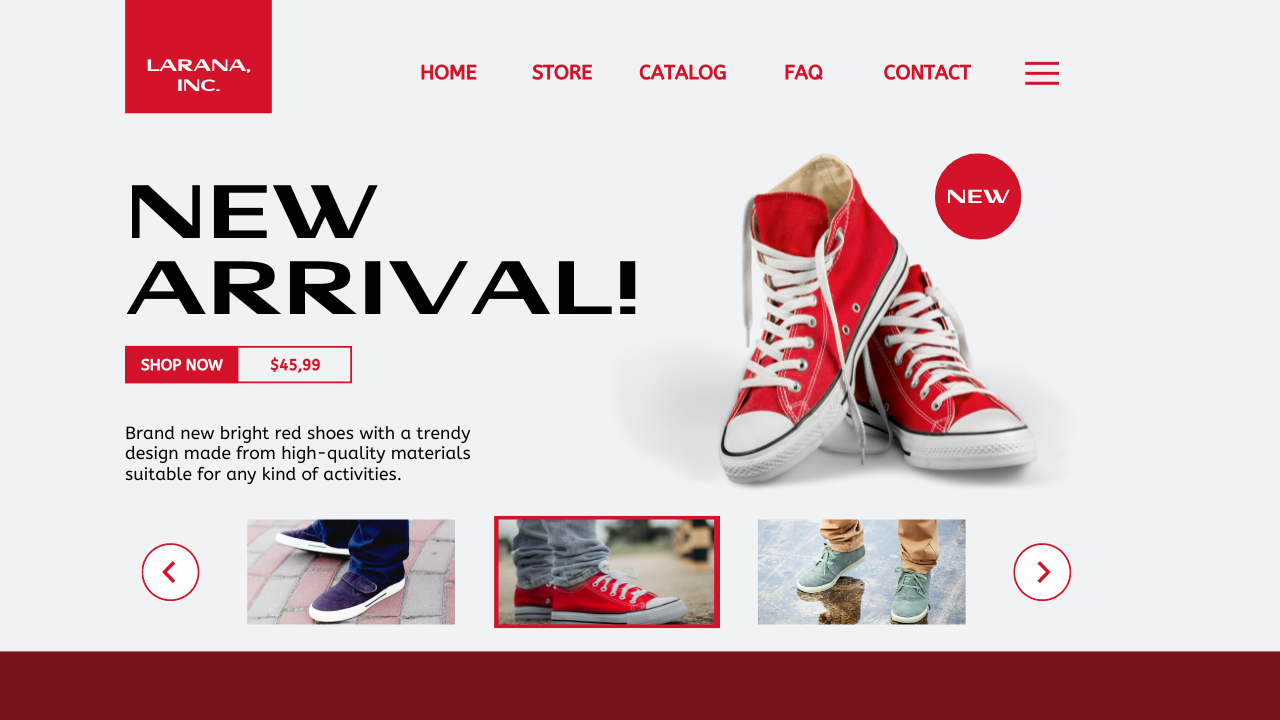 LARANA,
INC.
HOME STORE CATALOG FAQ CONTACT
NEW
ARRIVAL!
NEW
SHOP NOW $45,99
Brand new bright red shoes with a trendy
design made from high-quality materials
suitable for any kind of activities.